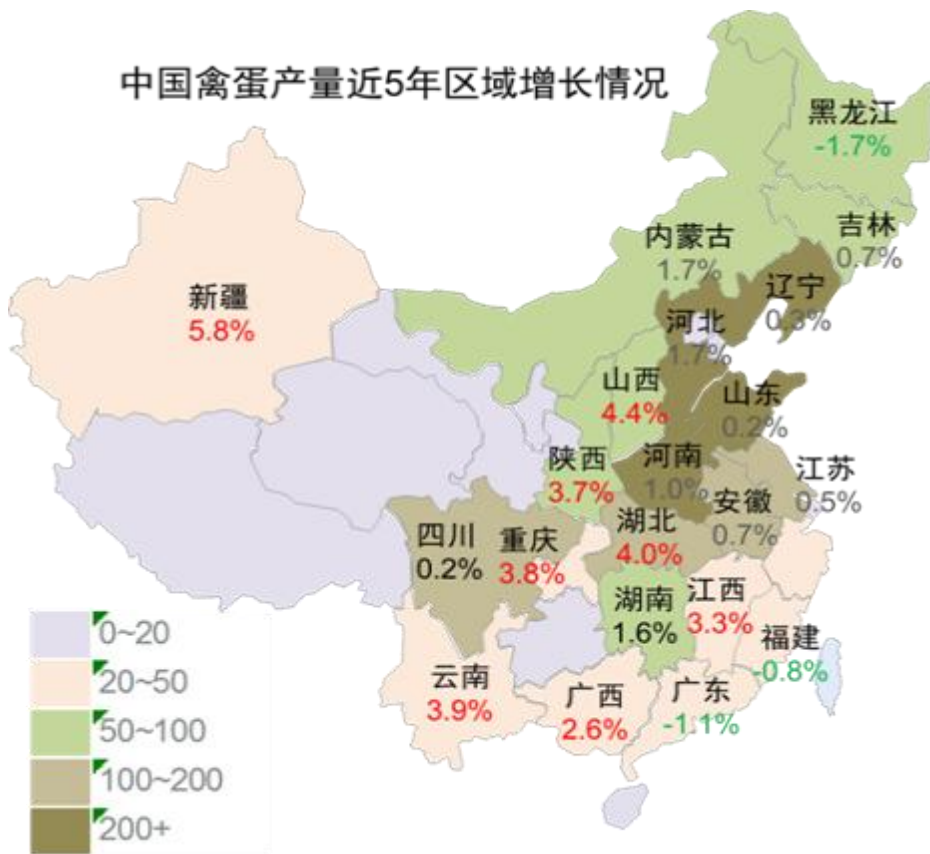 中国禽蛋产量近5年区域增长情况
黑龙江
-1.7%
吉林
0.7%
内蒙古
1.7%
辽宁
0.3%
新疆
5.8%
河北
1.7%
山西
4.4%
山东
0.2%
陕西
3.7%
河南
1.0%
江苏
0.5%
安徽
0.7%
湖北
4.0%
四川
0.2%
重庆
3.8%
湖南
1.6%
江西
3.3%
福建
-0.8%
云南
3.9%
广西
2.6%
广东
-1.1%
0~20
20~50
50~100
100~200
200+